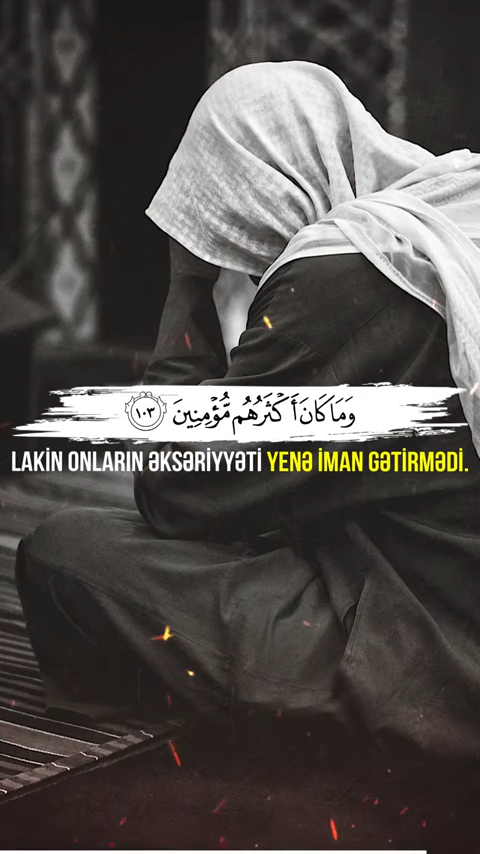 وَمَا كَانَ أَكْثَرُهُم مُّؤْمِنِينَ ١٠٣
LAKİN ONLARIN ƏKSƏRİYYƏTİ YENƏ İMAN GƏTİRMƏDİ.